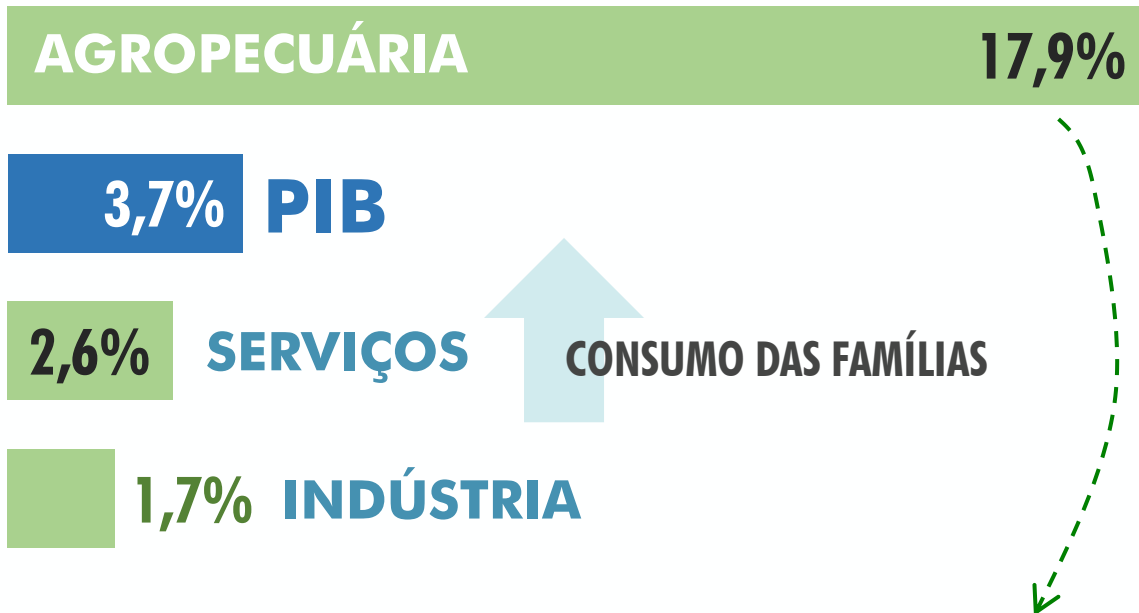 AGROPECUÁRIA 17,9%
3,7% PIB
2,6% SERVIÇOS CONSUMO DAS FAMÍLIAS
1,7% INDÚSTRIA